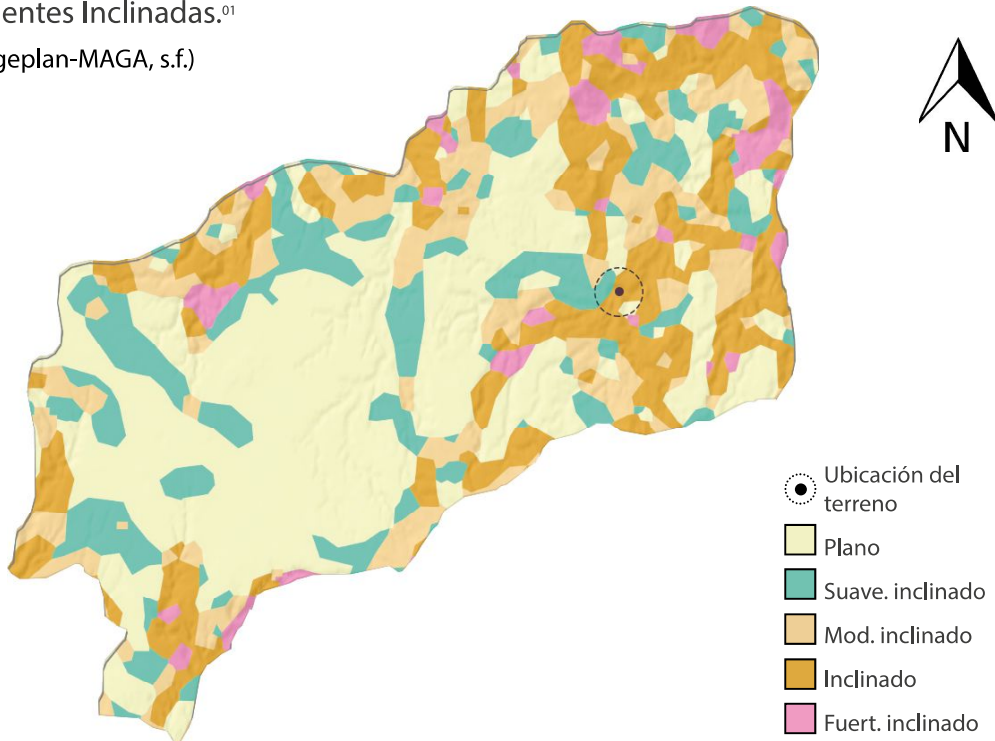 entes Inclinadas.⁰¹
geplan-MAGA, s.f.)
N
Ubicación del
terreno
Plano
Suave. inclinado
Mod. inclinado
Inclinado
Fuert. inclinado